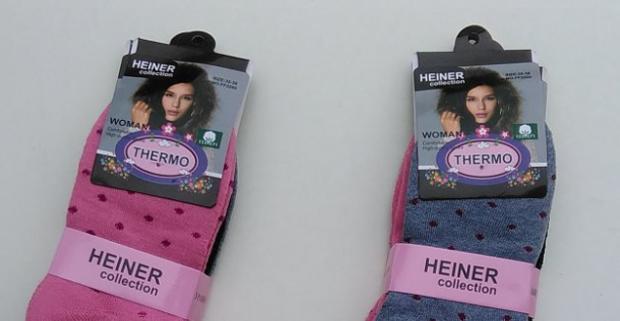 HEINER
collection
WOMAN
THERMO
HEINER
collection
HEINER
collection
WOMAN
THERMO
HEINER
collection